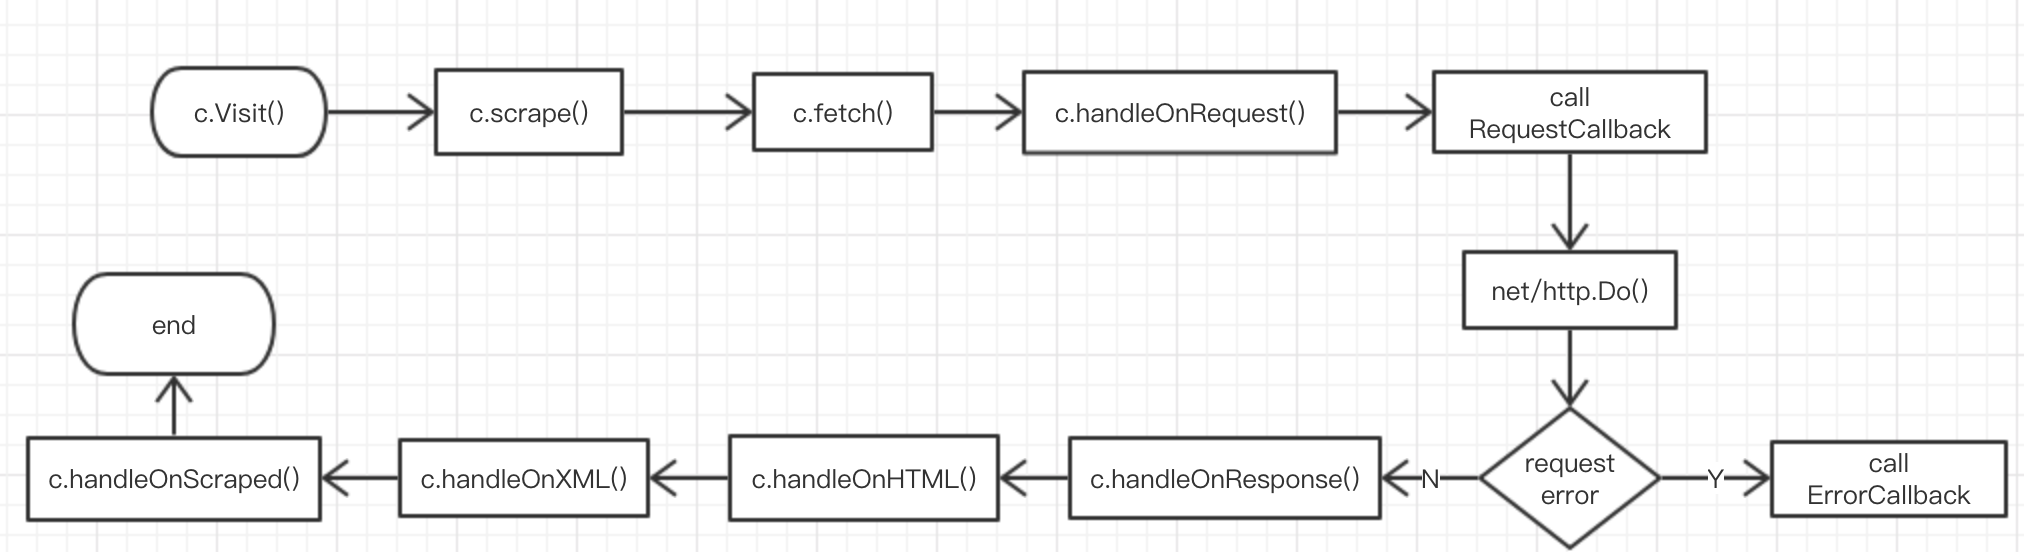 c.Visit()
c.scrape()
c.fetch()
c.handleOnRequest()
call
RequestCallback
net/http.Do()
end
request
error
N
Y
call
ErrorCallback
c.handleOnResponse()
c.handleOnHTML()
c.handleOnXML()
c.handleOnScraped()